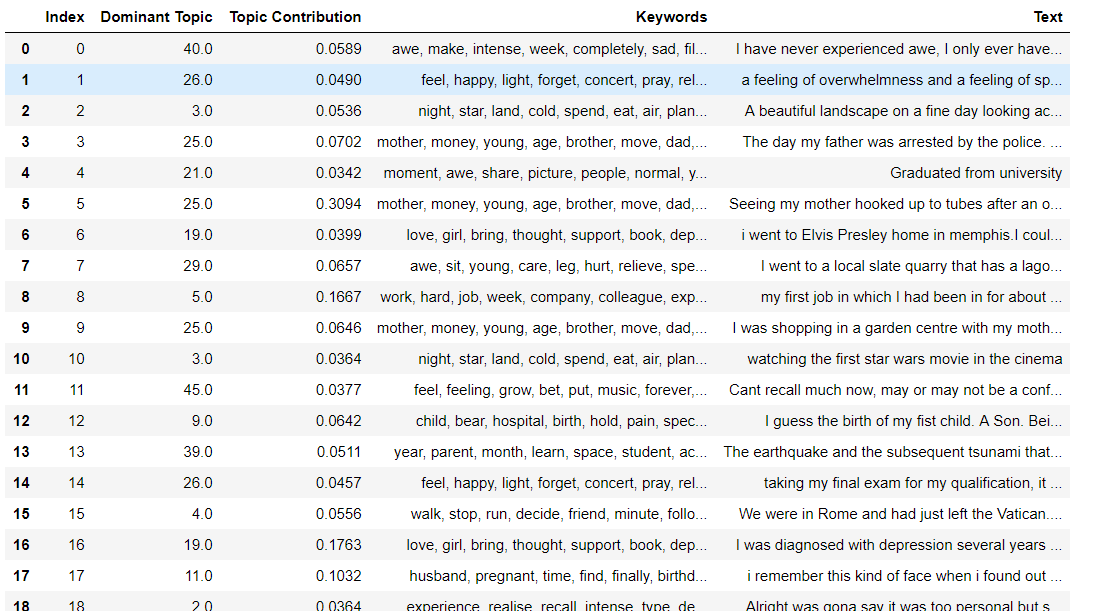 Index Dominant Topic Topic Contribution Keywords Text
0 0 40.0 0.0589 awe, make, intense, week, completely, sad, fil... I have never experienced awe, I only ever have...
1 1 26.0 0.0490 feel, happy, light, forget, concert, pray, rel... a feeling of overwhelmness and a feeling of sp...
2 2 3.0 0.0536 night, star, land, cold, spend, eat, air, plan... A beautiful landscape on a fine day looking ac...
3 3 25.0 0.0702 mother, money, young, age, brother, move, dad,... The day my father was arrested by the police. ...
4 4 21.0 0.0342 moment, awe, share, picture, people, normal, y... Graduated from university
5 5 25.0 0.3094 mother, money, young, age, brother, move, dad,... Seeing my mother hooked up to tubes after an o...
6 6 19.0 0.0399 love, girl, bring, thought, support, book, dep... i went to Elvis Presley home in memphis.I coul...
7 7 29.0 0.0657 awe, sit, young, care, leg, hurt, relieve, spe... I went to a local slate quarry that has a lago...
8 8 5.0 0.1667 work, hard, job, week, company, colleague, exp... my first job in which I had been in for about ...
9 9 25.0 0.0646 mother, money, young, age, brother, move, dad,... I was shopping in a garden centre with my moth...
10 10 3.0 0.0364 night, star, land, cold, spend, eat, air, plan... watching the first star wars movie in the cinema
11 11 45.0 0.0377 feel, feeling, grow, bet, put, music, forever,... Cant recall much now, may or may not be a conf...
12 12 9.0 0.0642 child, bear, hospital, birth, hold, pain, spec... I guess the birth of my fist child. A Son. Bei...
13 13 39.0 0.0511 year, parent, month, learn, space, student, ac... The earthquake and the subsequent tsunami that...
14 14 26.0 0.0457 feel, happy, light, forget, concert, pray, rel... taking my final exam for my qualification, it ...
15 15 4.0 0.0556 walk, stop, run, decide, friend, minute, follo... We were in Rome and had just left the Vatican....
16 16 19.0 0.1763 love, girl, bring, thought, support, book, dep... I was diagnosed with depression several years ...
17 17 11.0 0.1032 husband, pregnant, time, find, finally, birthd... i remember this kind of face when i found out ...
18 18 2.0 0.0364 experience, realise, recall, intense, type, de... Alright was gona say it was too personal but s...